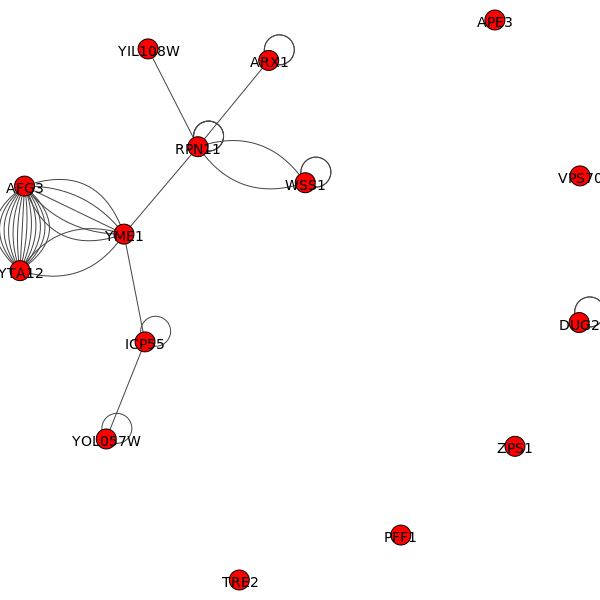 APE3
YIL108W
ARX1
RPN11
VPS70
WSS1
AFG3
YME1
YTA12
DUG2
ICP55
YOL057W
ZPS1
PFF1
TRE2